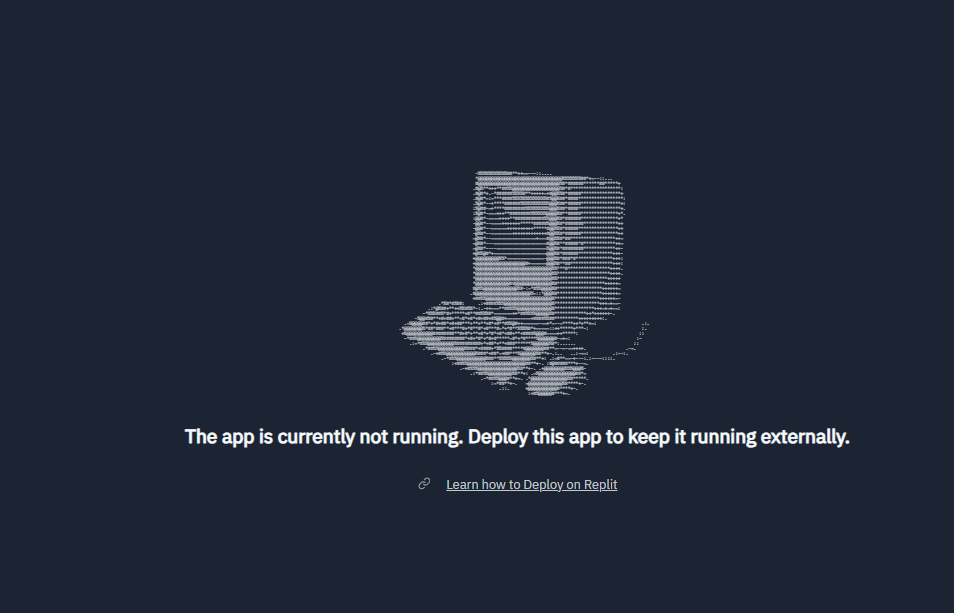 The app is currently not running. Deploy this app to keep it running externally.
Learn how to Deploy on Replit